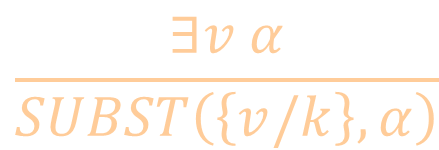 ∃𝑣 𝛼
𝑆𝑈𝐵𝑆𝑇({𝑣/𝑘}, 𝛼)